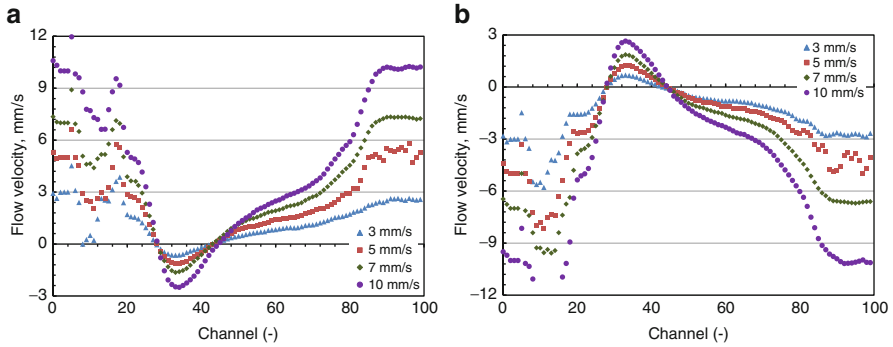 a
Flow velocity, mm/s
12
9
6
3
0
−3
0
20
40
60
80
100
Channel (-)
3 mm/s
5 mm/s
7 mm/s
10 mm/s
b
Flow velocity, mm/s
3
0
−3
−6
−9
−12
0
20
40
60
80
100
Channel (-)
3 mm/s
5 mm/s
7 mm/s
10 mm/s